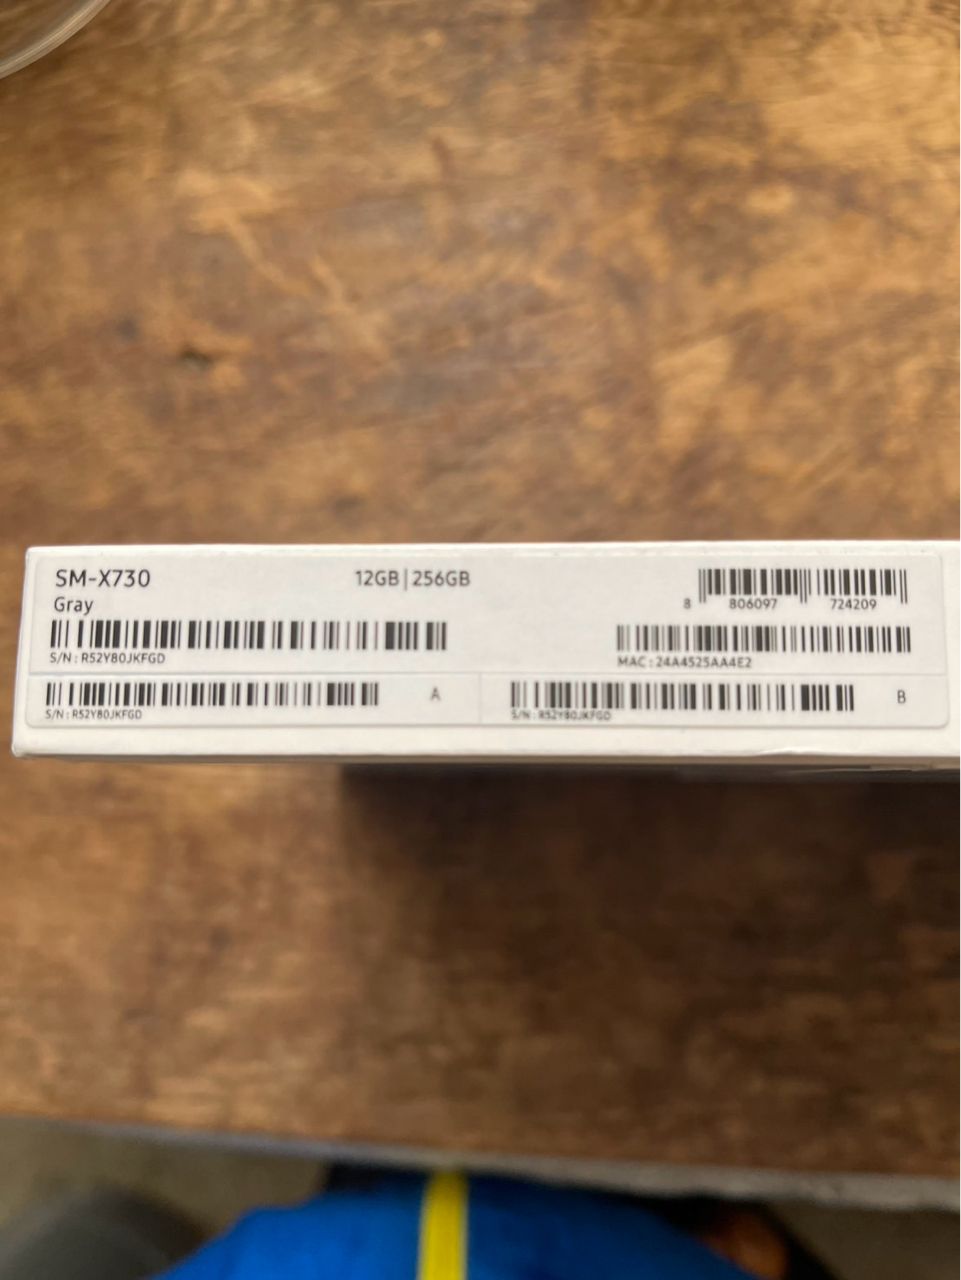 SM-X730
12GB|256GB
Gray
8 806097 724209
S/N : R52Y80JKFGD
MAC : 24A4525AA4E2
S/N : R52Y80JKFGD
A
S/N : R52Y80JKFGD
B